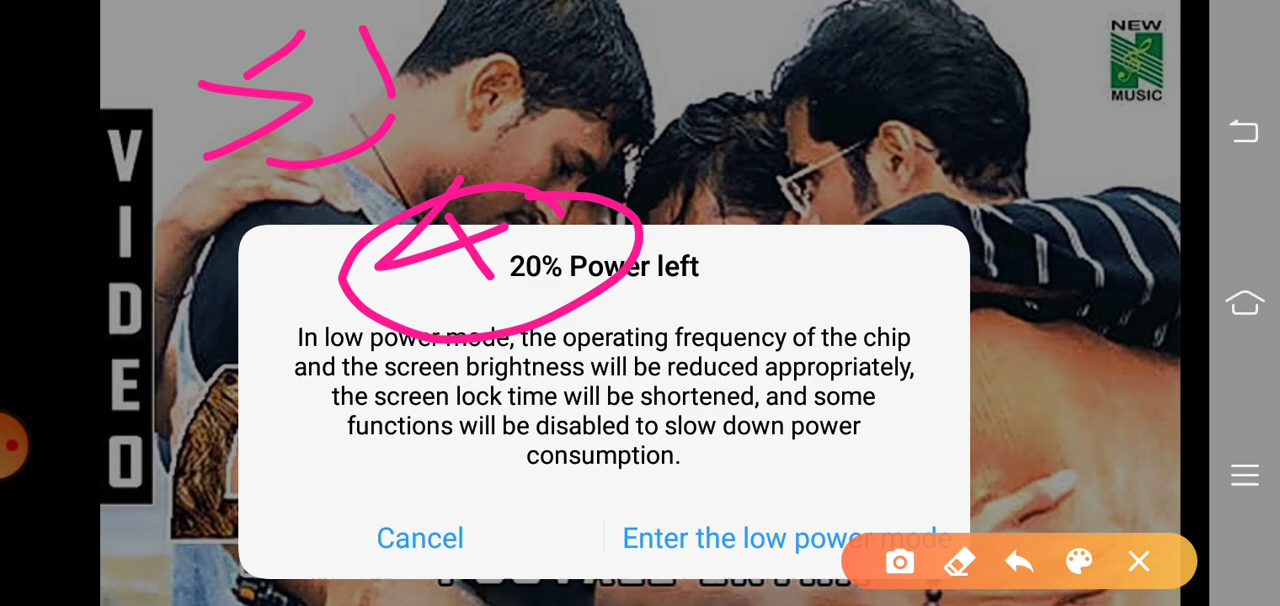 NEW
MUSIC
VIDEO
4
20% Power left
In low power mode, the operating frequency of the chip
and the screen brightness will be reduced appropriately,
the screen lock time will be shortened, and some
functions will be disabled to slow down power
consumption.
Cancel
Enter the low power mode